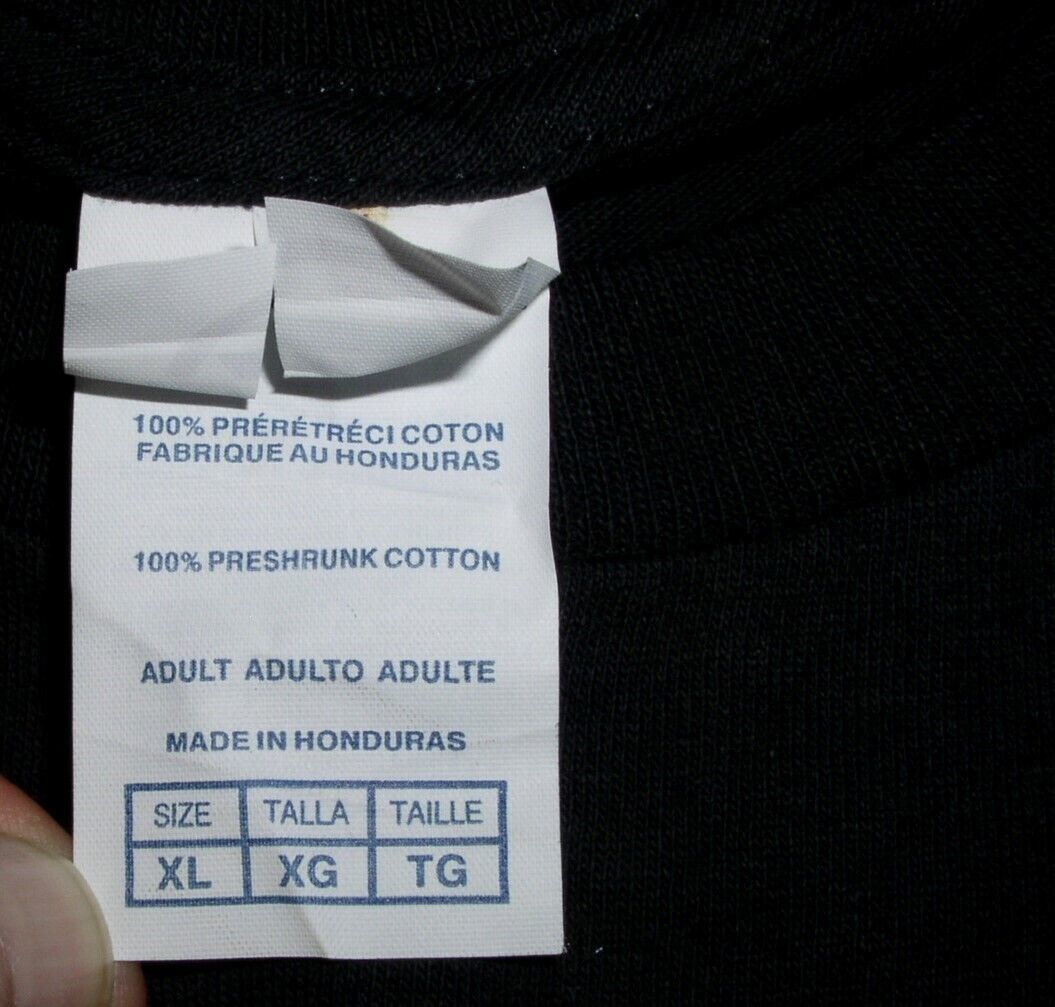 100% PRÉRÉTRÉCI COTON
FABRIQUE AU HONDURAS
100% PRESHRUNK COTTON
ADULT ADULTO ADULTE
MADE IN HONDURAS
SIZE TALLA TAILLE
XL XG TG